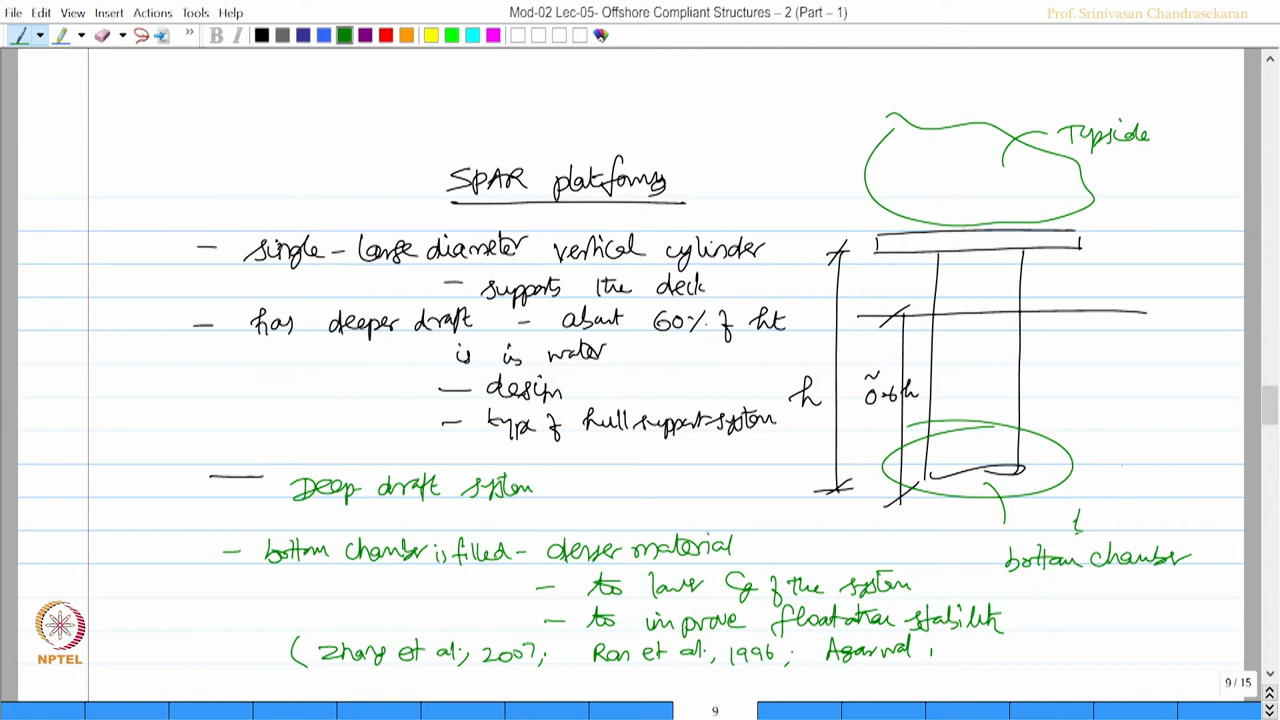 File Edit View Insert Actions Tools Help
Mod-02 Lec-05- Offshore Compliant Structures – 2 (Part – 1)
Prof. Srinivasan Chandrasekaran
Topside
SPAR platforms
- single - large diameter vertical cylinder
- supports the deck
- has deeper draft - about 60% of ht
is in water
- design
- type of hull support system
h
0.6h
- Deep draft system
bottom chamber
- bottom chamber is filled - denser material
- to lower Cg of the system
- to improve floatation stability
( Zhang et al., 2007; Ran et al., 1996; Agarwal
NPTEL
9 / 15
9